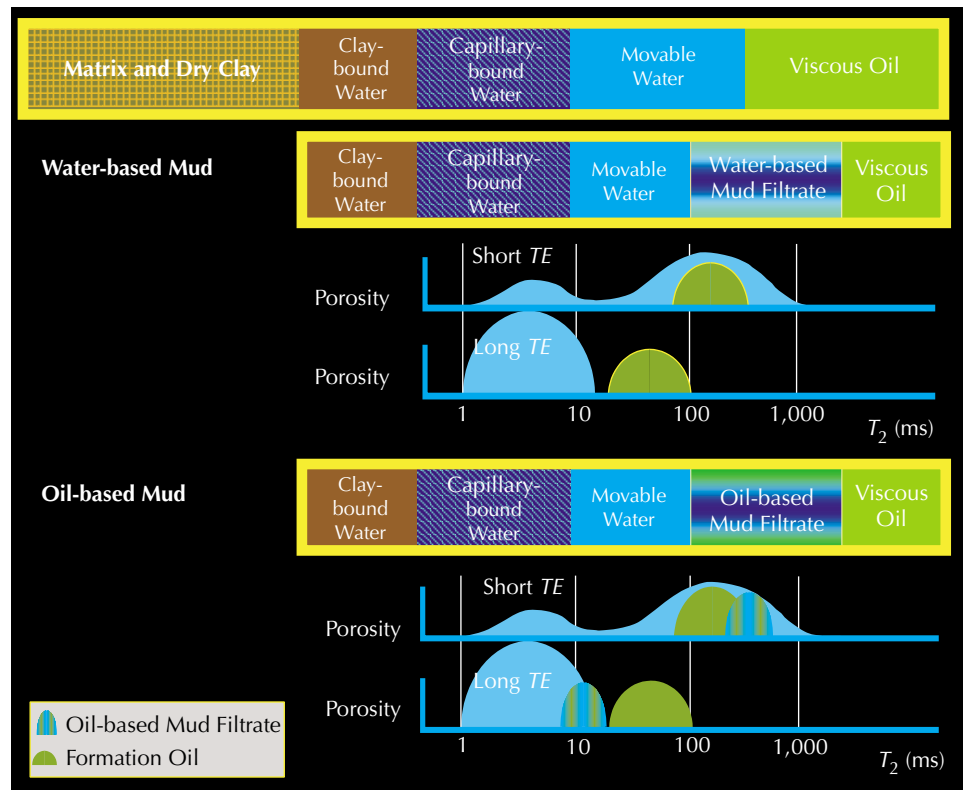 Matrix and Dry Clay
Clay-
bound
Water
Capillary-
bound
Water
Movable
Water
Viscous Oil
Water-based Mud
Clay-
bound
Water
Capillary-
bound
Water
Movable
Water
Water-based
Mud Filtrate
Viscous
Oil
Short TE
Porosity
Long TE
Porosity
1
10
100
1,000
T2 (ms)
Oil-based Mud
Clay-
bound
Water
Capillary-
bound
Water
Movable
Water
Oil-based
Mud Filtrate
Viscous
Oil
Short TE
Porosity
Long TE
Porosity
1
10
100
1,000
T2 (ms)
Oil-based Mud Filtrate
Formation Oil